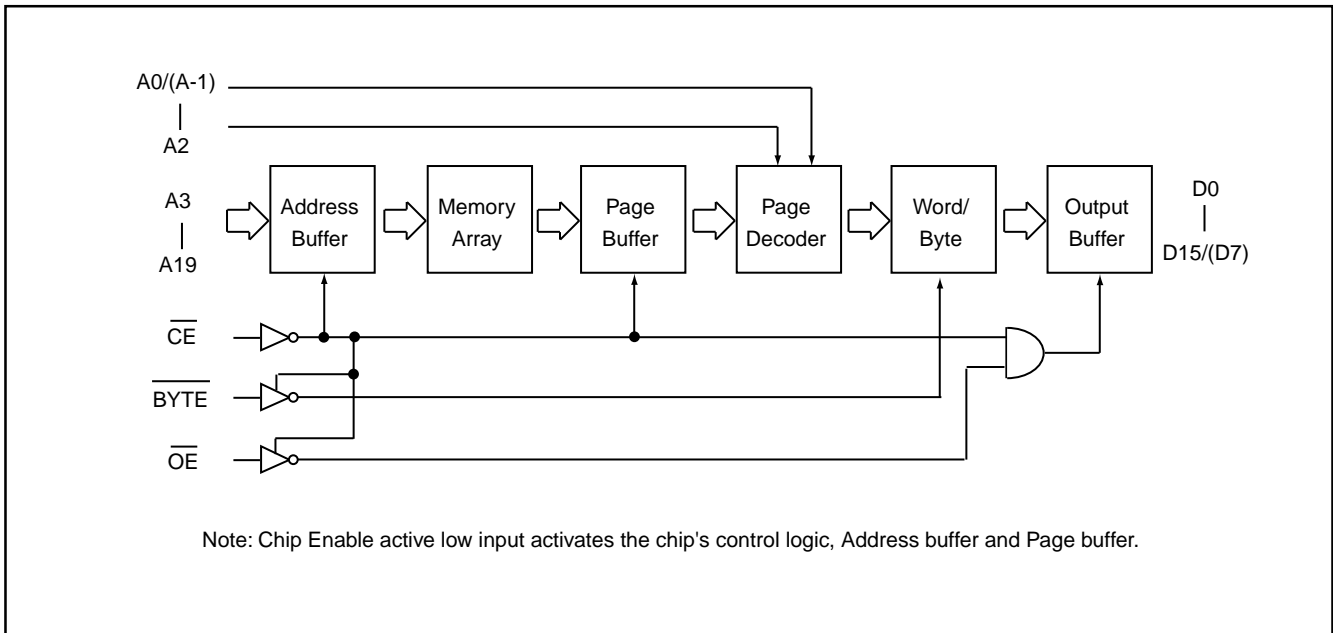 A0/(A-1)
A2
A3
A19
Address
Buffer
Memory
Array
Page
Buffer
Page
Decoder
Word/
Byte
Output
Buffer
D0
D15/(D7)
CE
BYTE
OE
Note: Chip Enable active low input activates the chip's control logic, Address buffer and Page buffer.